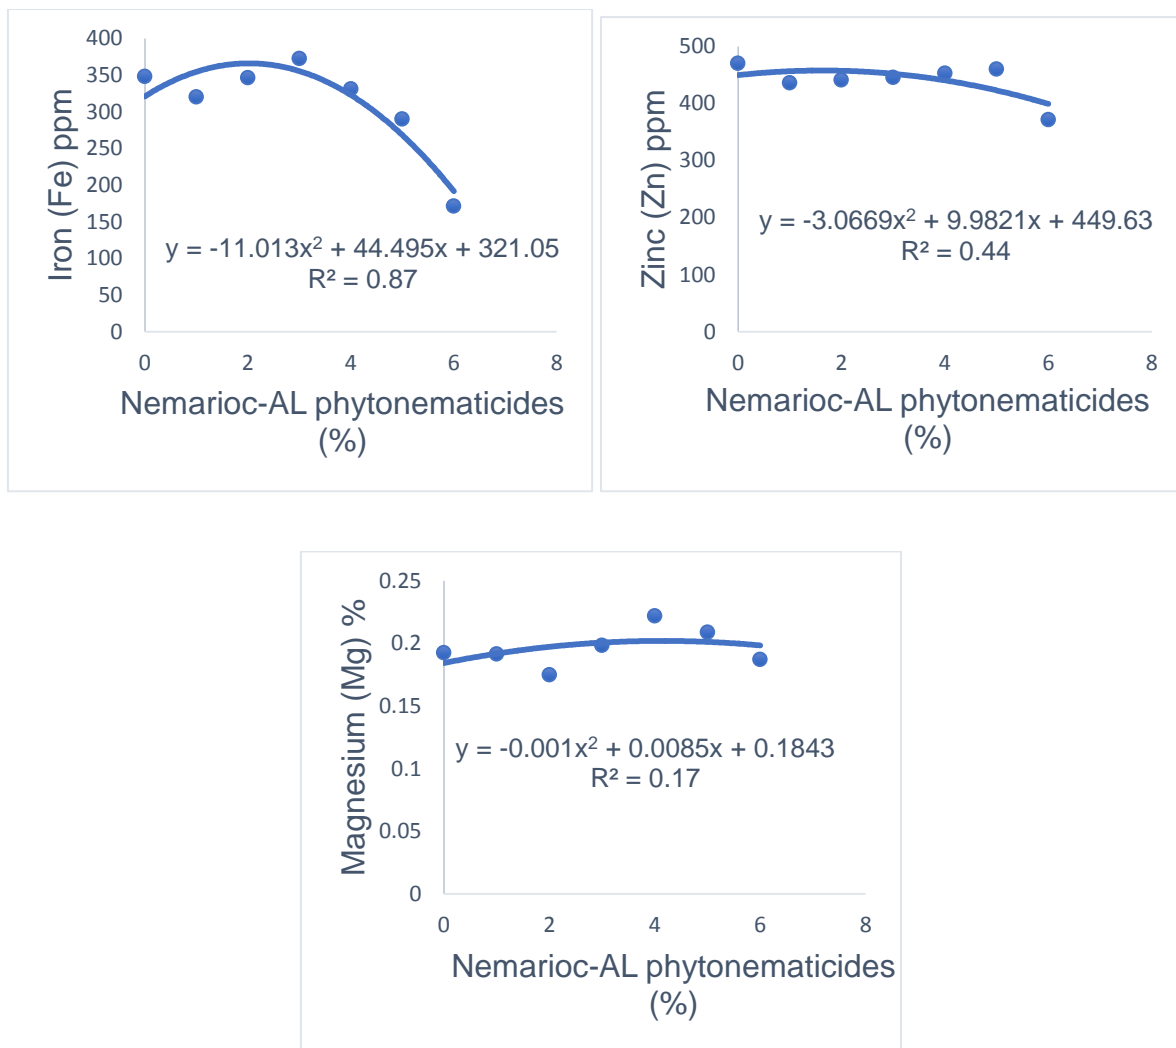 400
350
300
250
200
150
100
50
0
Iron (Fe) ppm
y = -11.013x² + 44.495x + 321.05
R² = 0.87
0 2 4 6 8
Nemarioc-AL phytonematicides
(%)
500
400
300
200
100
0
Zinc (Zn) ppm
y = -3.0669x² + 9.9821x + 449.63
R² = 0.44
0 2 4 6 8
Nemarioc-AL phytonematicides
(%)
0.25
0.2
0.15
0.1
0.05
0
Magnesium (Mg) %
y = -0.001x² + 0.0085x + 0.1843
R² = 0.17
0 2 4 6 8
Nemarioc-AL phytonematicides
(%)